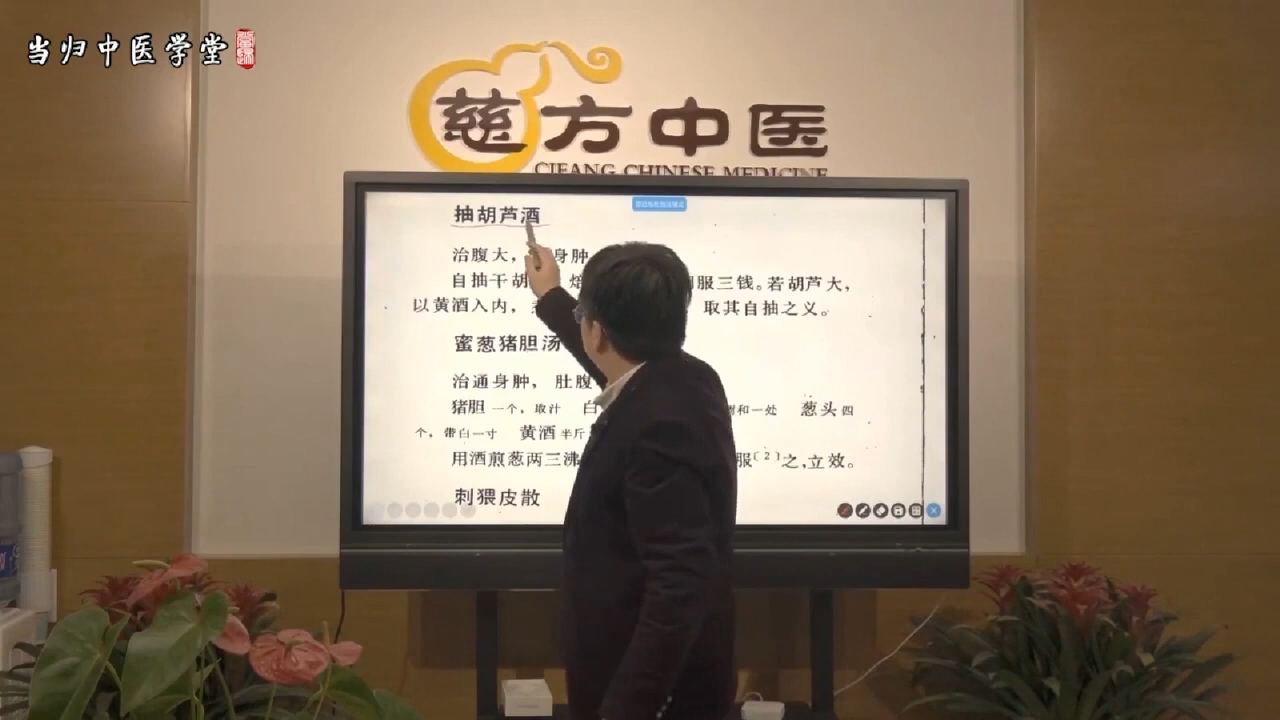 当归中医学堂
慈方中医
CIFANG CHINESE MEDICINE
抽胡芦酒
治腹大， 身肿
自抽干胡 焙 服三钱。若胡芦大，
以黄酒入内， 取其自抽之义。
蜜葱猪胆汤
治通身肿， 肚腹
猪胆 一个，取汁 白 和一处 葱头 四
个，带白一寸 黄酒 半斤
用酒煎葱两三沸 服〔2〕之，立效。
刺猬皮散